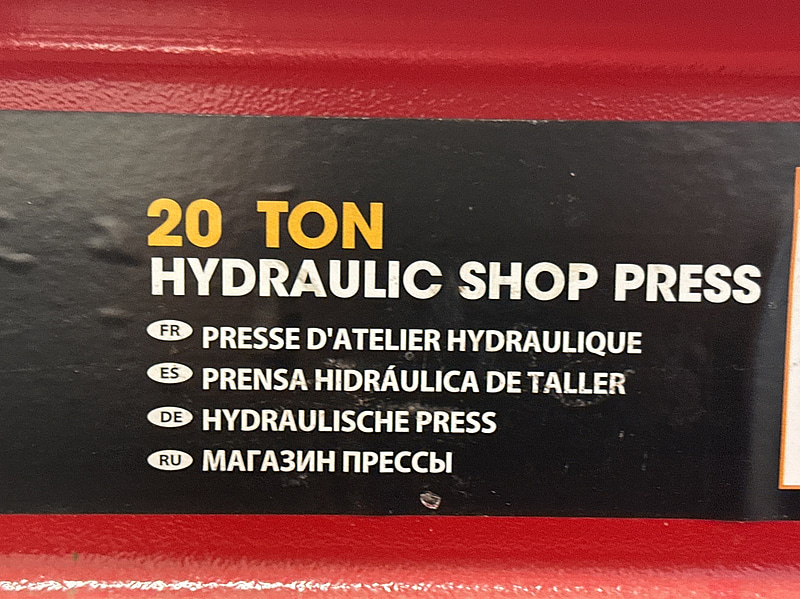 20 TON
HYDRAULIC SHOP PRESS
FR PRESSE D'ATELIER HYDRAULIQUE
ES PRENSA HIDRÁULICA DE TALLER
DE HYDRAULISCHE PRESS
RU МАГАЗИН ПРЕССЫ